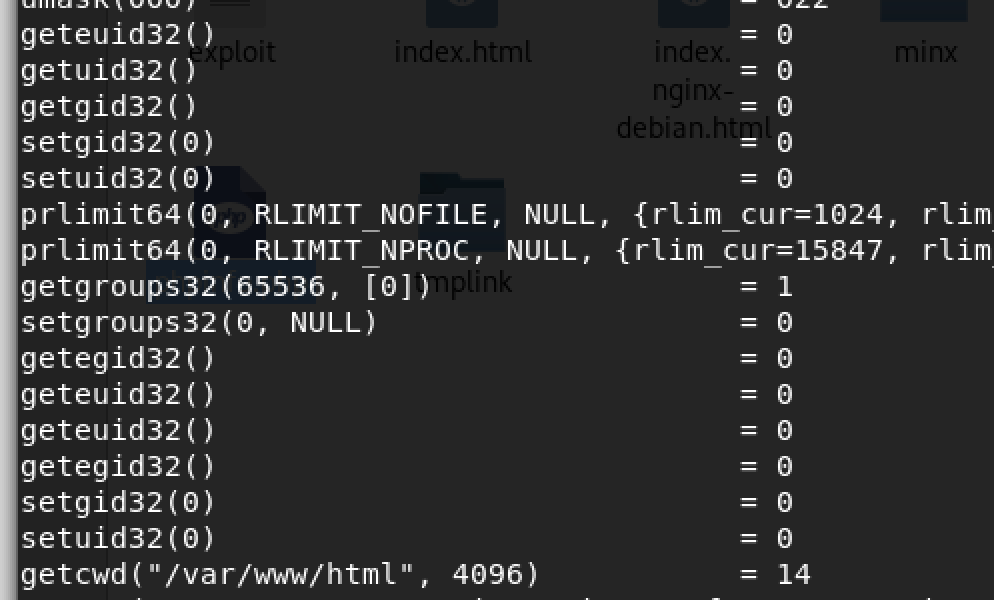 umask(000) = 022
geteuid32() = 0
getuid32() = 0
getgid32() = 0
setgid32(0) = 0
setuid32(0) = 0
prlimit64(0, RLIMIT_NOFILE, NULL, {rlim_cur=1024, rlim_
prlimit64(0, RLIMIT_NPROC, NULL, {rlim_cur=15847, rlim_
getgroups32(65536, [0]) = 1
setgroups32(0, NULL) = 0
getegid32() = 0
geteuid32() = 0
geteuid32() = 0
getegid32() = 0
setgid32(0) = 0
setuid32(0) = 0
getcwd("/var/www/html", 4096) = 14
exploit
index.html
index.
nginx-
debian.html
minx
php
tmplink